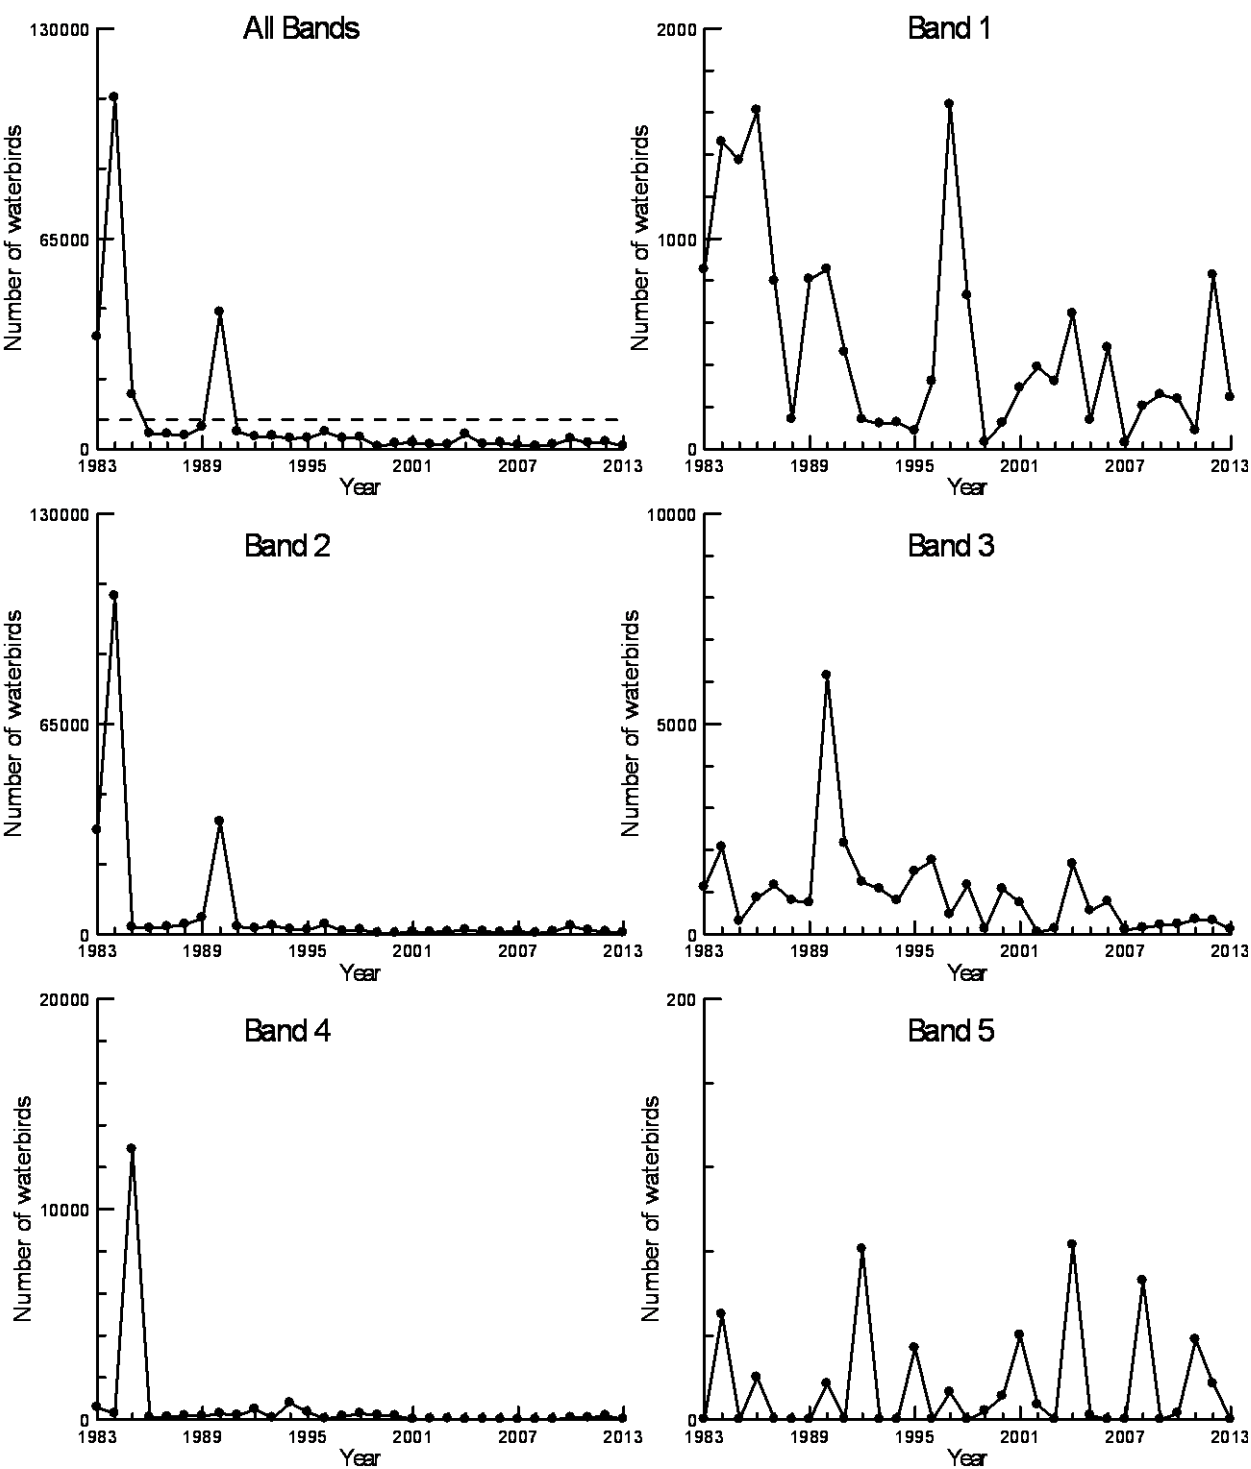 All Bands
130000
65000
0
Number of waterbirds
1983 1989 1995 2001 2007 2013
Year
Band 1
2000
1000
0
Number of waterbirds
1983 1989 1995 2001 2007 2013
Year
Band 2
130000
65000
0
Number of waterbirds
1983 1989 1995 2001 2007 2013
Year
Band 3
10000
5000
0
Number of waterbirds
1983 1989 1995 2001 2007 2013
Year
Band 4
20000
10000
0
Number of waterbirds
1983 1989 1995 2001 2007 2013
Year
Band 5
200
0
Number of waterbirds
1983 1989 1995 2001 2007 2013
Year